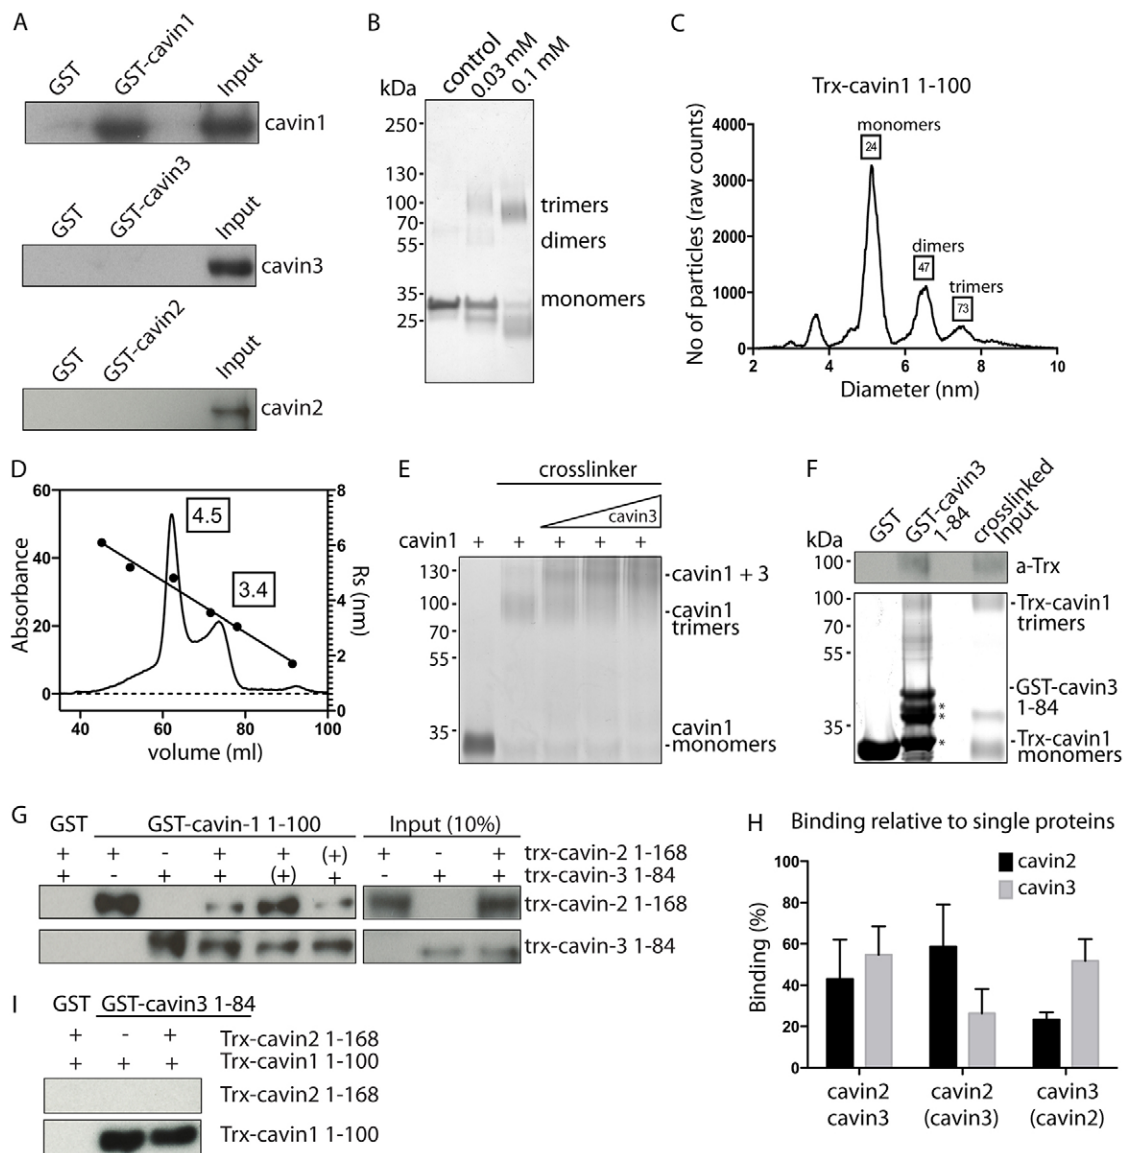 A
GST
GST-cavin1
Input
cavin1
GST
GST-cavin3
Input
cavin3
GST
GST-cavin2
Input
cavin2
B
control
0.03 mM
0.1 mM
kDa
250-
130-
100-
70-
55-
35-
25-
trimers
dimers
monomers
C
Trx-cavin1 1-100
No of particles (raw counts)
4000
3000
2000
1000
0
monomers
24
dimers
47
trimers
73
2 4 6 8 10
Diameter (nm)
D
Absorbance
60
40
20
0
4.5
3.4
8
6
4
2
0
Rs (nm)
40 60 80 100
volume (ml)
E
crosslinker
cavin3
cavin1 + + + + +
130-
100-
70-
55-
35-
-cavin1 + 3
cavin1
trimers
cavin1
-monomers
F
GST
GST-cavin3
1-84
crosslinked
Input
kDa
100-
a-Trx
100-
70-
55-
35-
-Trx-cavin1
trimers
-GST-cavin3
1-84
*
*
*
-Trx-cavin1
monomers
G
GST GST-cavin-1 1-100 Input (10%)
+ + - + + (+) + - + trx-cavin-2 1-168
+ - + + (+) + - + + trx-cavin-3 1-84
trx-cavin-2 1-168
trx-cavin-3 1-84
H
Binding relative to single proteins
Binding (%)
100
80
60
40
20
0
cavin2
cavin3
cavin2
cavin3
cavin2
(cavin3)
cavin3
(cavin2)
I
GST GST-cavin3 1-84
+ - + Trx-cavin2 1-168
+ + + Trx-cavin1 1-100
Trx-cavin2 1-168
Trx-cavin1 1-100